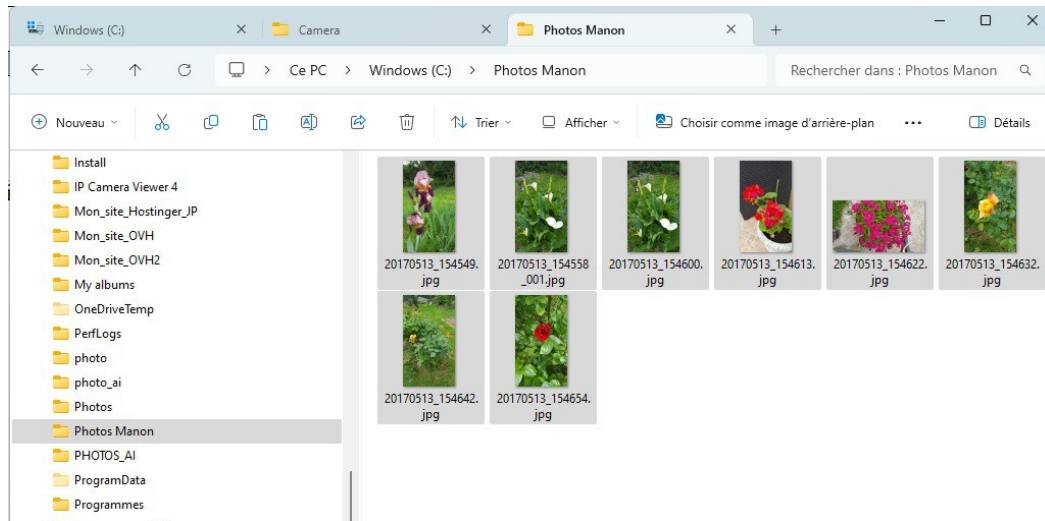 Windows (C:)
Camera
Photos Manon
Ce PC > Windows (C:) > Photos Manon
Rechercher dans : Photos Manon
Nouveau
Trier
Afficher
Choisir comme image d'arrière-plan
Détails
Install
IP Camera Viewer 4
Mon_site_Hostinger_JP
Mon_site_OVH
Mon_site_OVH2
My albums
OneDriveTemp
PerfLogs
photo
photo_ai
Photos
Photos Manon
PHOTOS_AI
ProgramData
Programmes
20170513_154549.
jpg
20170513_154558
_001.jpg
20170513_154600.
jpg
20170513_154613.
jpg
20170513_154622.
jpg
20170513_154632.
jpg
20170513_154642.
jpg
20170513_154654.
jpg